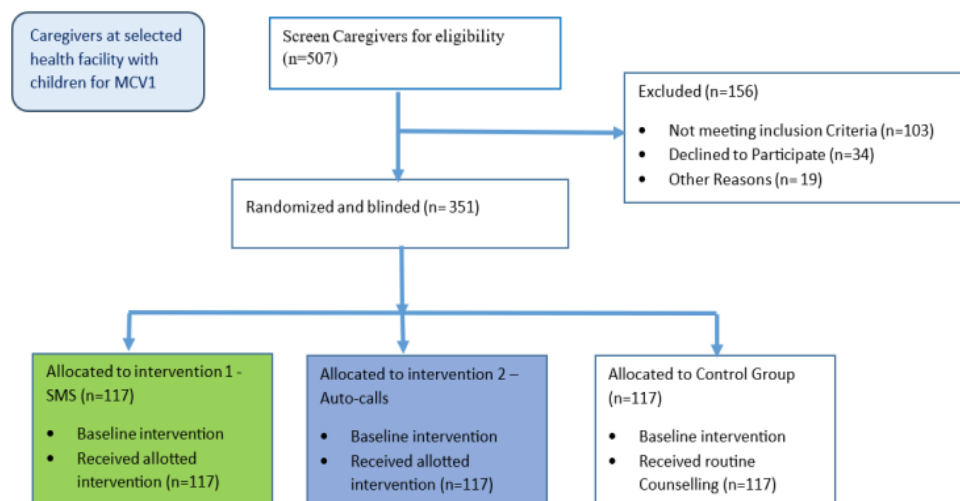 Caregivers at selected
health facility with
children for MCV1
Screen Caregivers for eligibility
(n=507)
Excluded (n=156)
• Not meeting inclusion Criteria (n=103)
• Declined to Participate (n=34)
• Other Reasons (n= 19)
Randomized and blinded (n= 351)
Allocated to intervention 1 -
SMS (n=117)
• Baseline intervention
• Received allotted
intervention (n=117)
Allocated to intervention 2 –
Auto-calls
• Baseline intervention
• Received allotted
intervention (n=117)
Allocated to Control Group
(n=117)
• Baseline intervention
• Received routine
Counselling (n=117)